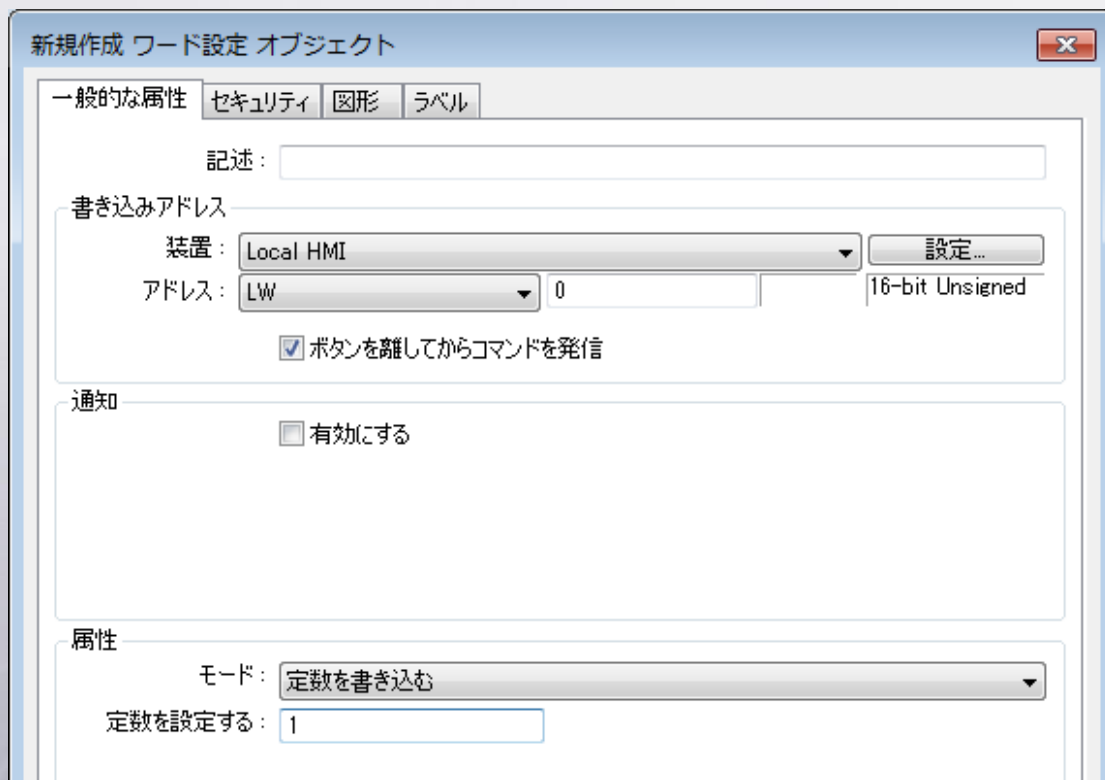 新規作成 ワード設定 オブジェクト
一般的な属性 セキュリティ 図形 ラベル
記述 :
書き込みアドレス
装置 : Local HMI 設定...
アドレス : LW 0 16-bit Unsigned
ボタンを離してからコマンドを発信
通知
有効にする
属性
モード : 定数を書き込む
定数を設定する : 1